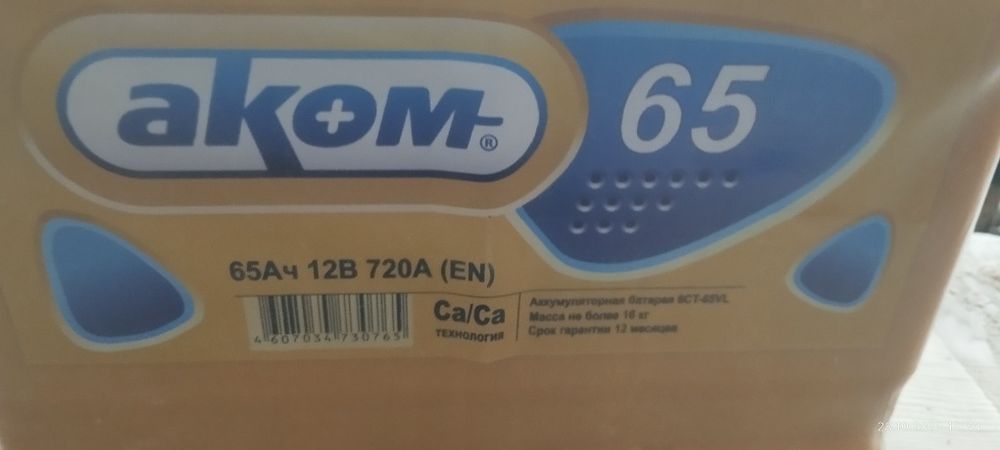 аком
®
65
65Ач 12В 720А (EN)
4607034730765
Ca/Ca
ТЕХНОЛОГИЯ
Аккумуляторная батарея 6СТ-65VL
Масса не более 16 кг
Срок гарантии 12 месяцев